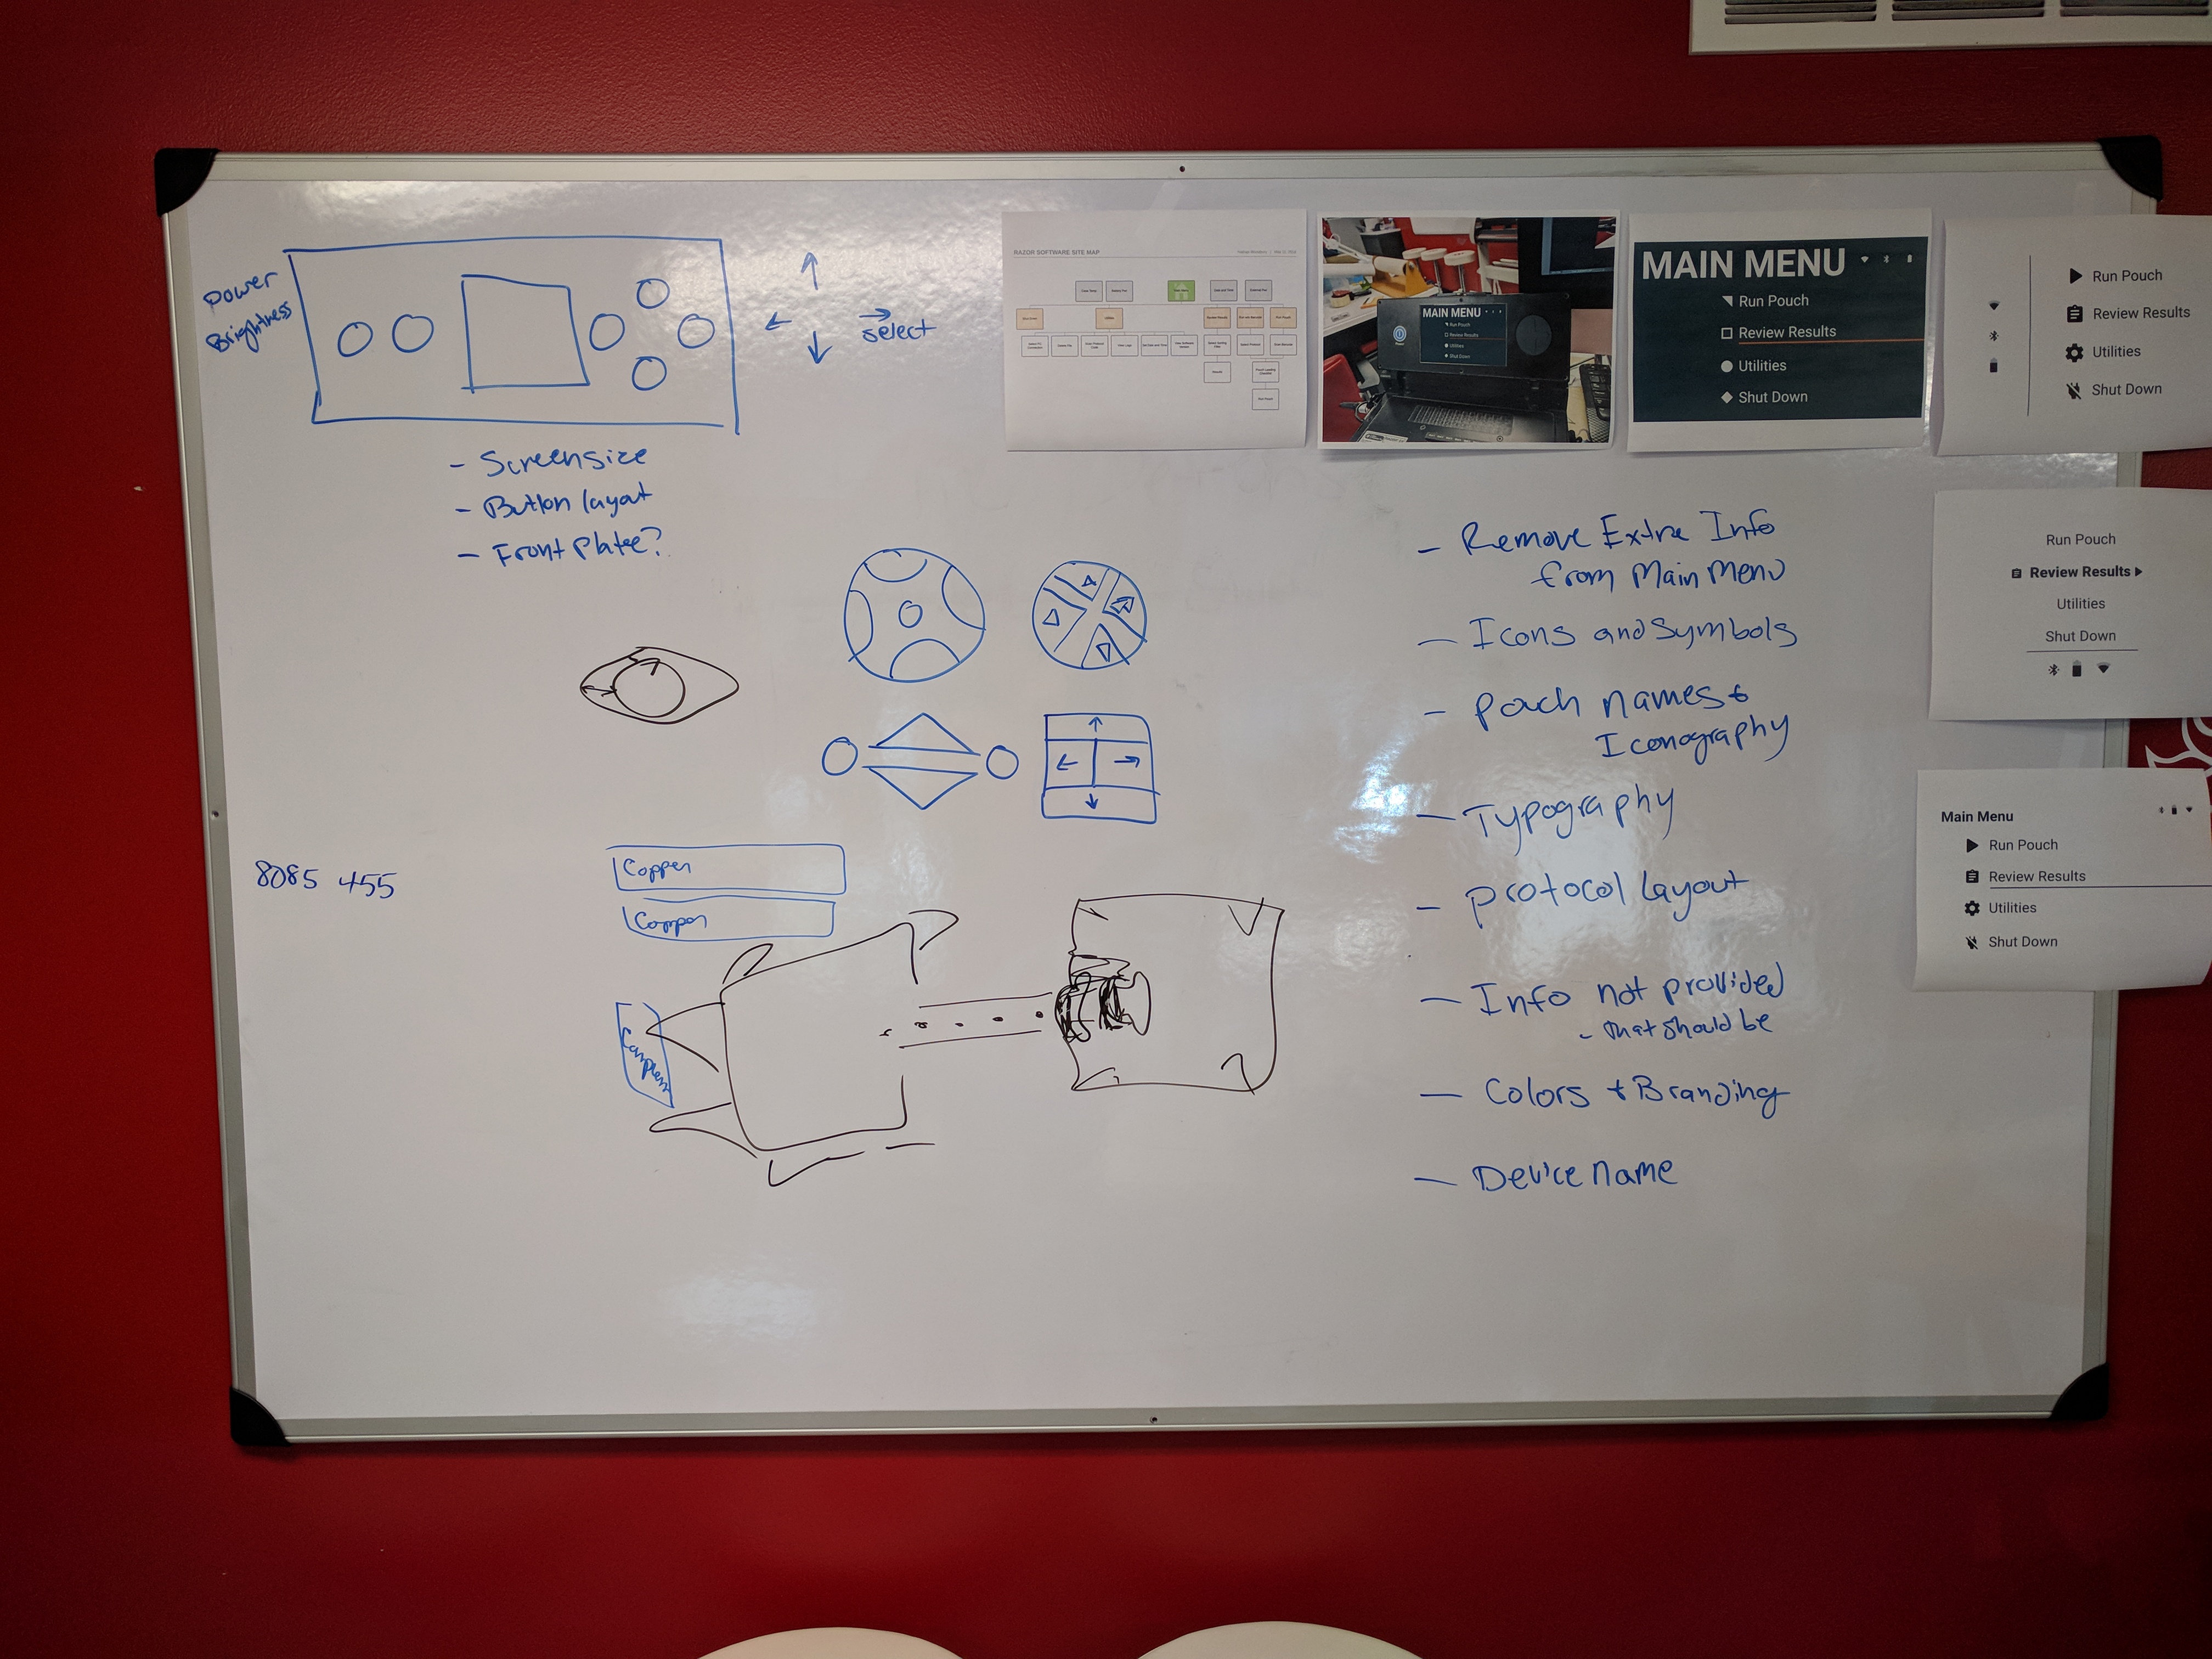 Power
Brightness
select
- Screensize
- Button layout
- Front Plate?
8085 455
Copper
Copper
RAZOR SOFTWARE SITE MAP
MAIN MENU
Run Pouch
Review Results
Utilities
Shut Down
MAIN MENU
Run Pouch
Review Results
Utilities
Shut Down
Run Pouch
Review Results
Utilities
Shut Down
Run Pouch
Review Results
Utilities
Shut Down
Main Menu
Run Pouch
Review Results
Utilities
Shut Down
- Remove Extra Info
from Main Menu
- Icons and Symbols
- Pouch names &
Iconography
- Typography
- Protocol Layout
- Info not provided
- that should be
- Colors + Branding
- Device name